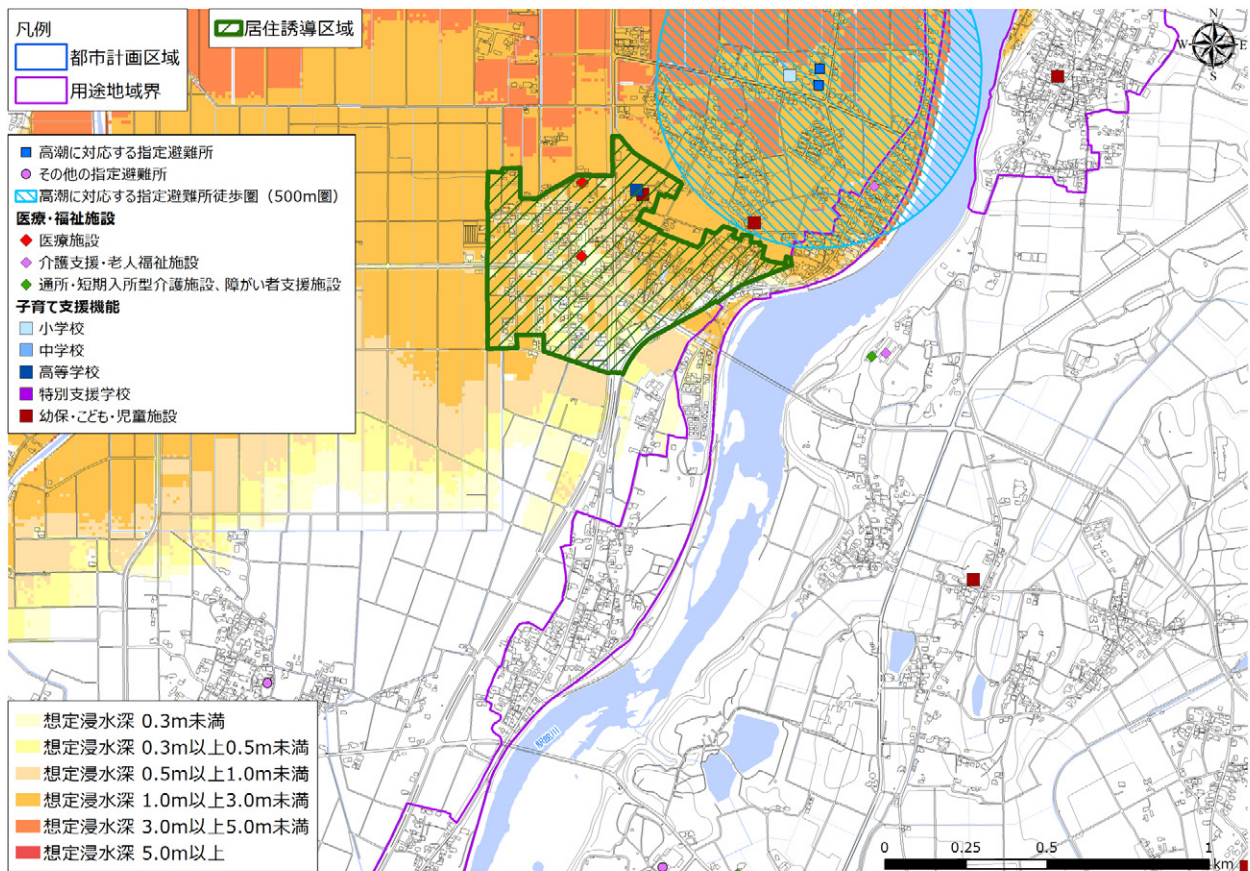 凡例
都市計画区域
用途地域界
居住誘導区域
N
W
E
S
高潮に対応する指定避難所
その他の指定避難所
高潮に対応する指定避難所徒歩圏（500m圏）
医療・福祉施設
医療施設
介護支援・老人福祉施設
通所・短期入所型介護施設、障がい者支援施設
子育て支援機能
小学校
中学校
高等学校
特別支援学校
幼保・こども・児童施設
駅館川
想定浸水深 0.3m未満
想定浸水深 0.3m以上0.5m未満
想定浸水深 0.5m以上1.0m未満
想定浸水深 1.0m以上3.0m未満
想定浸水深 3.0m以上5.0m未満
想定浸水深 5.0m以上
0 0.25 0.5 1
km